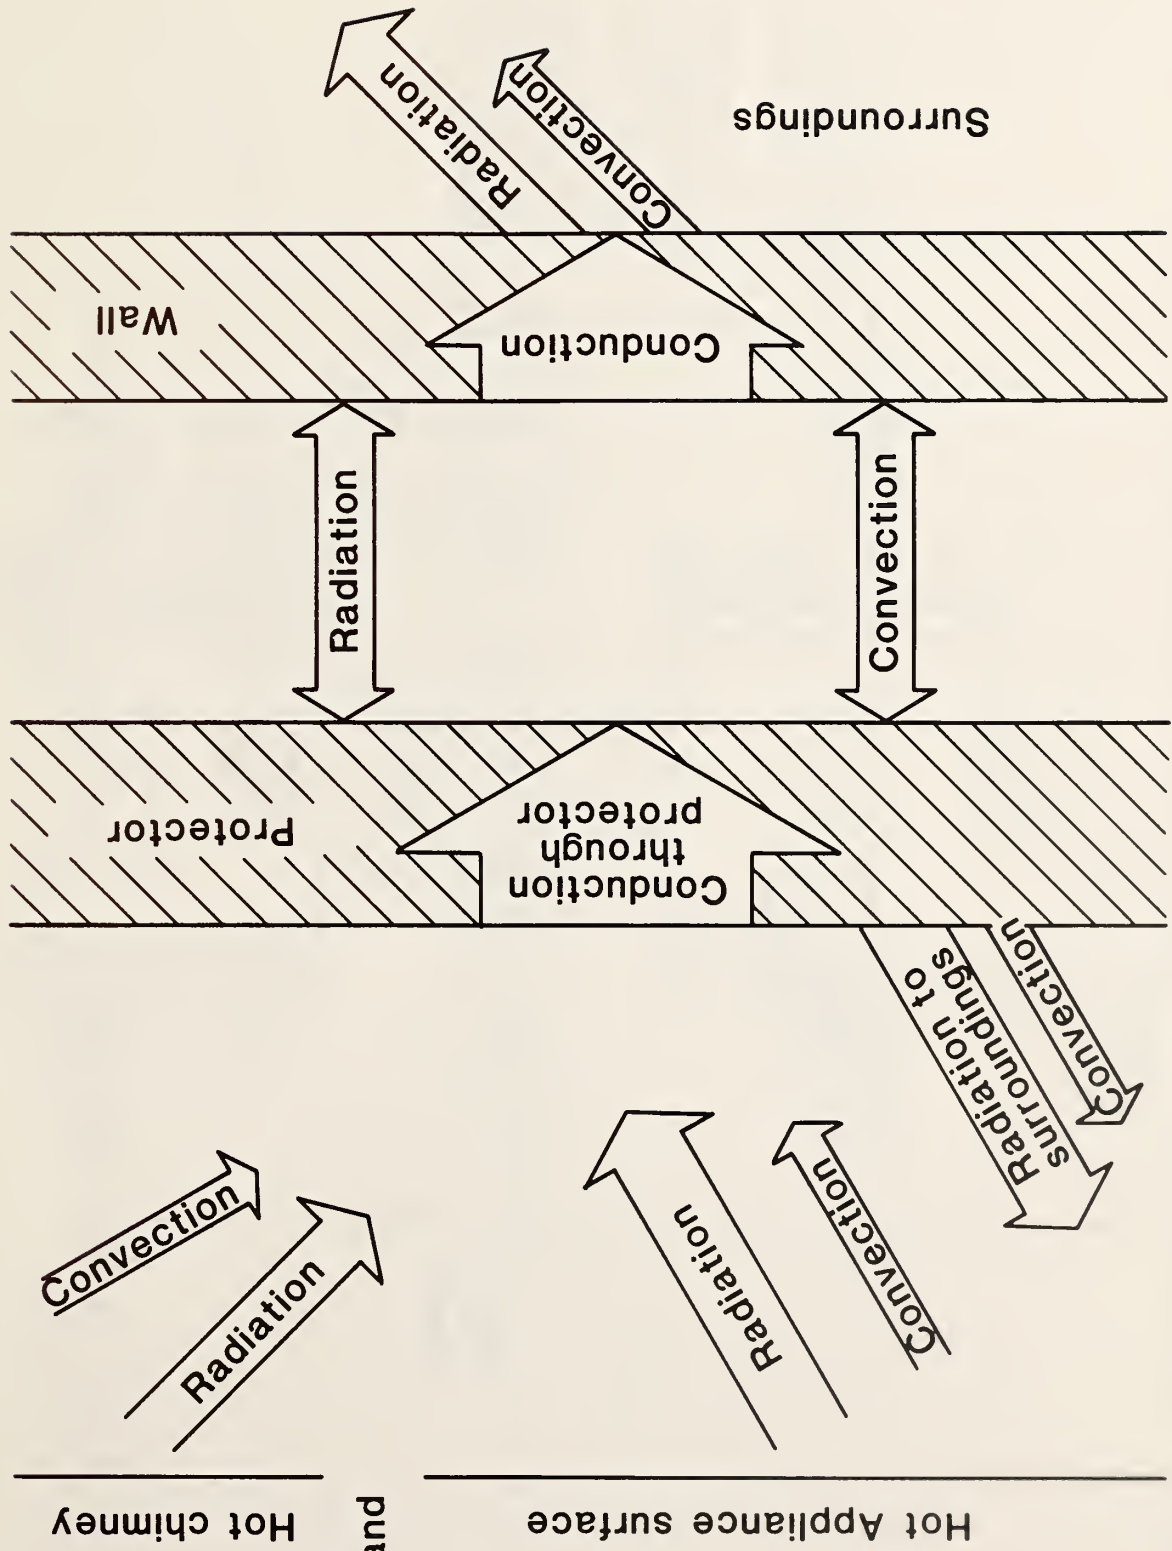 Hot Appliance surface
and
Hot chimney
Convection
Radiation
Radiation
Convection
Radiation to
surroundings
Convection
Conduction
through
protector
Protector
Convection
Radiation
Conduction
Wall
Convection
Radiation
Surroundings